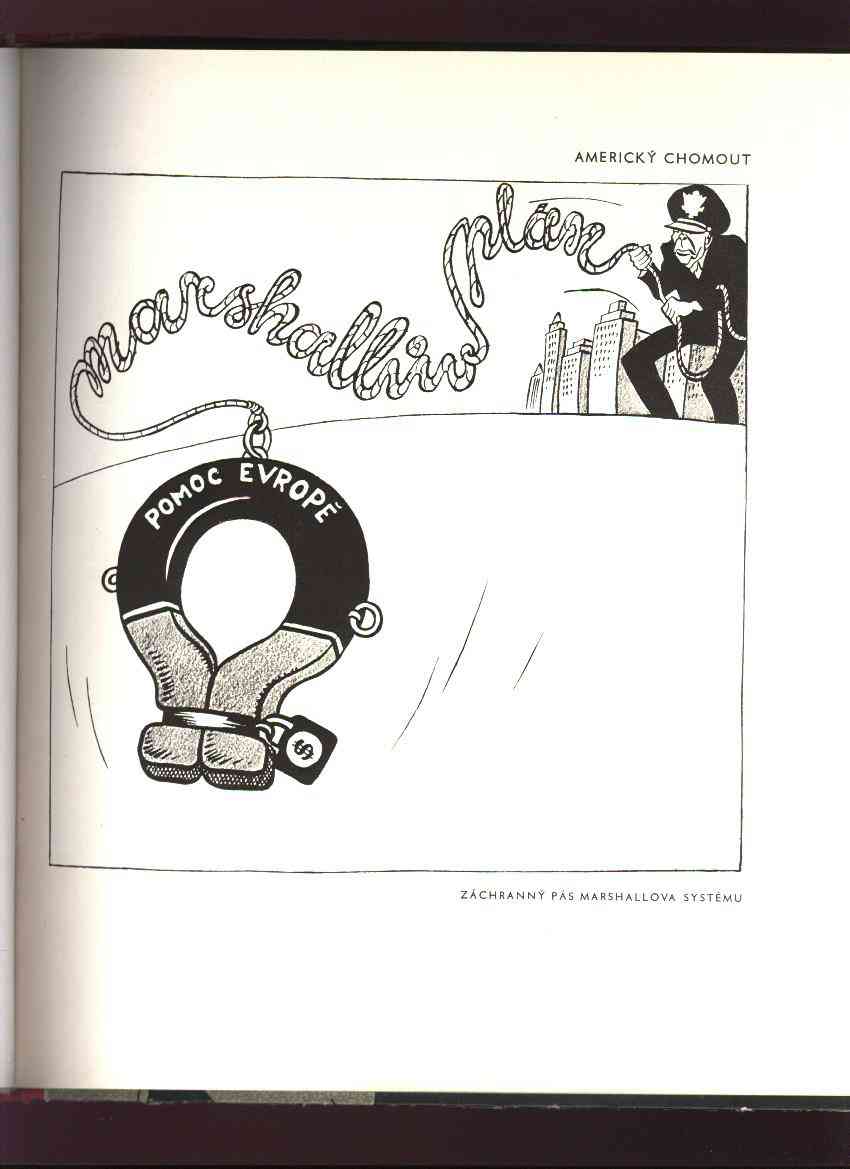 AMERICKÝ CHOMOUT
marshallův plán
POMOC EVROPĚ
$
ZÁCHRANNÝ PÁS MARSHALLOVA SYSTÉMU